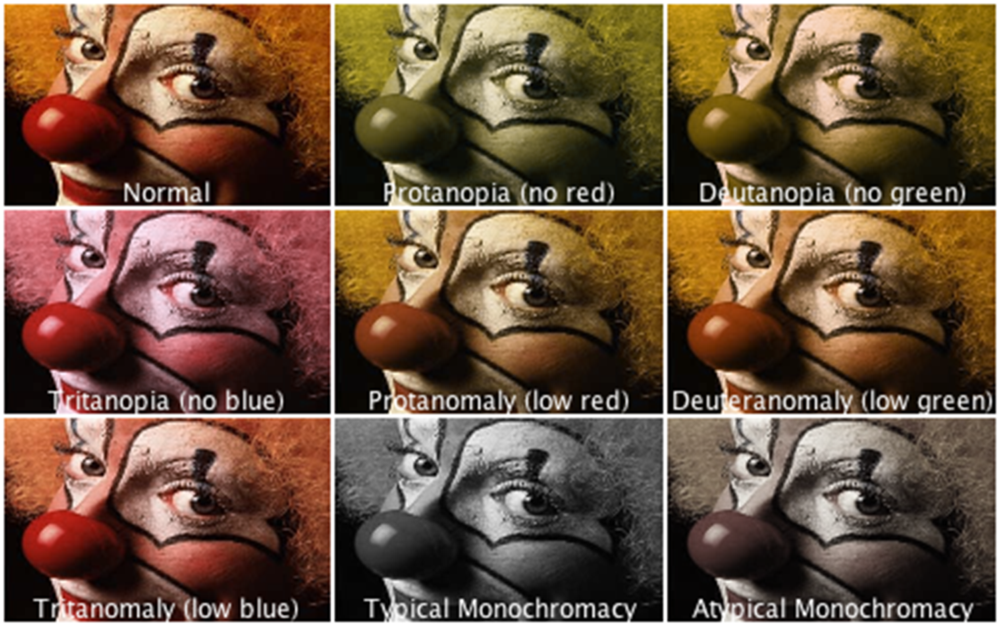 Normal
Protanopia (no red)
Deutanopia (no green)
Tritanopia (no blue)
Protanomaly (low red)
Deuteranomaly (low green)
Tritanomaly (low blue)
Typical Monochromacy
Atypical Monochromacy